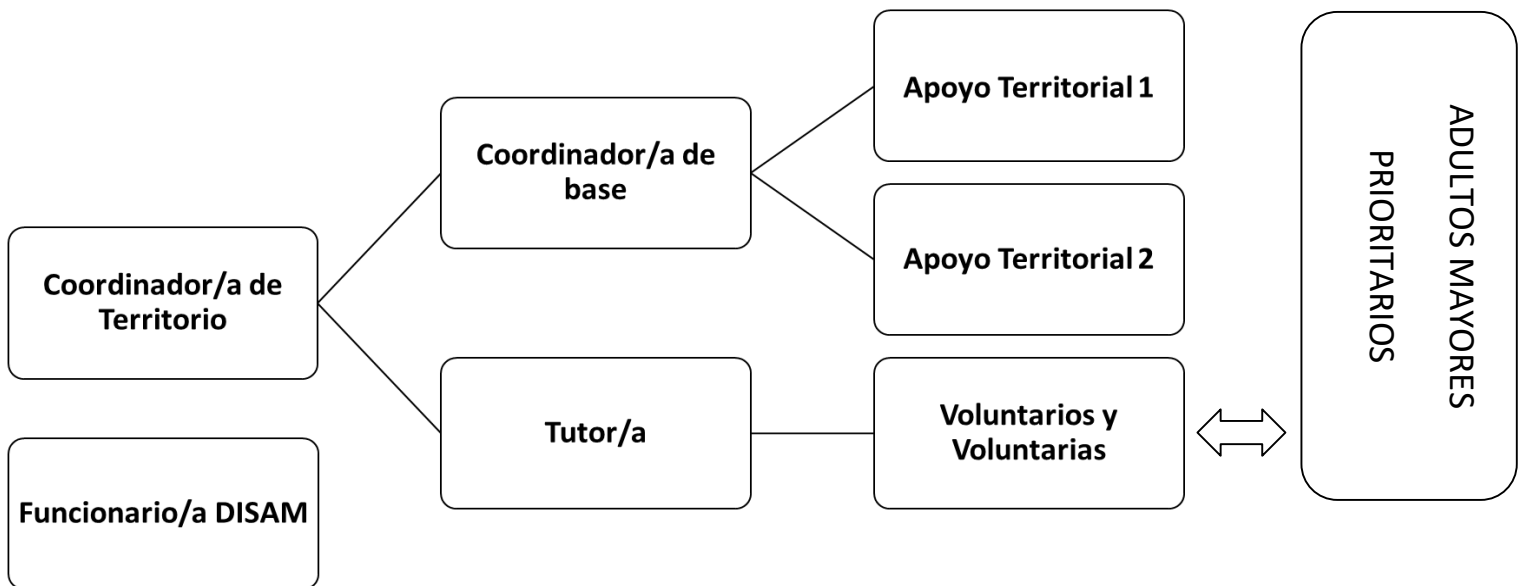 Apoyo Territorial 1
Coordinador/a de
base
Apoyo Territorial 2
Coordinador/a de
Territorio
Tutor/a
Voluntarios y
Voluntarias
Funcionario/a DISAM
ADULTOS MAYORES
PRIORITARIOS